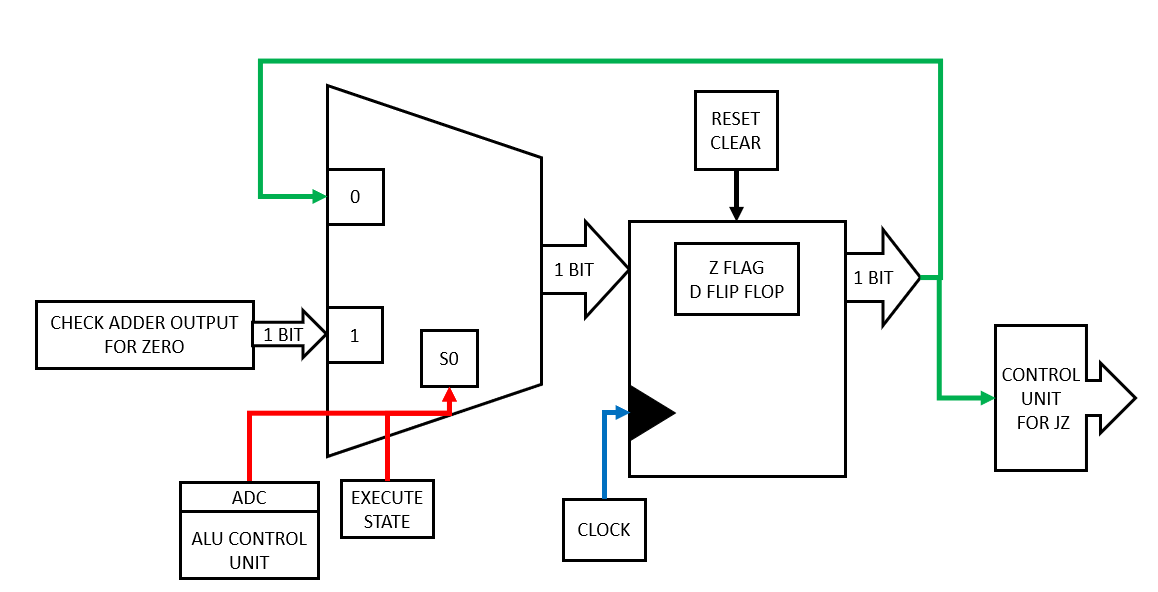 RESET
CLEAR
0
Z FLAG
D FLIP FLOP
1 BIT
1 BIT
CHECK ADDER OUTPUT
FOR ZERO
1 BIT
1
S0
CONTROL
UNIT
FOR JZ
ADC
ALU CONTROL
UNIT
EXECUTE
STATE
CLOCK